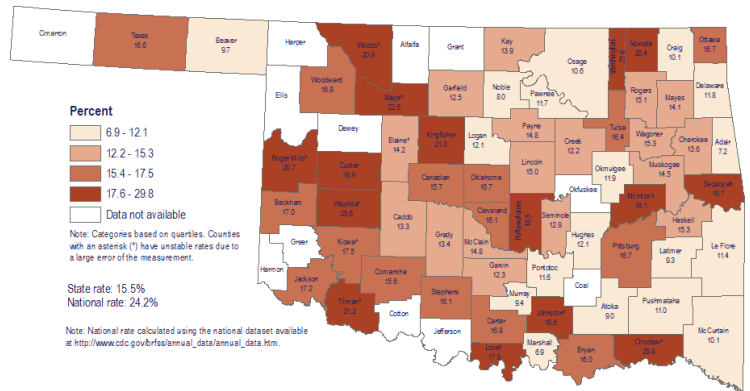 Cimarron
Texas
16.6
Beaver
9.7
Harper
Woods*
20.9
Alfalfa
Grant
Kay
13.9
Osage
10.6
Washington
Nowata
20.4
Craig
10.1
Ottawa
16.7
Ellis
Woodward
16.8
Major*
22.6
Garfield
12.5
Noble
8.0
Pawnee
11.7
Rogers
15.1
Mayes
14.1
Delaware
11.8
Percent
6.9 - 12.1
12.2 - 15.3
15.4 - 17.5
17.6 - 29.8
Data not available
Note: Categories based on quartiles. Counties
with an asterisk (*) have unstable rates due to
a large error of the measurement.
State rate: 15.5%
National rate: 24.2%
Note: National rate calculated using the national dataset available
at http://www.cdc.gov/brfss/annual_data/annual_data.htm.
Dewey
Blaine*
14.2
Kingfisher
21.0
Logan
12.1
Payne
14.8
Creek
12.2
Tulsa
16.4
Wagoner
15.3
Cherokee
13.6
Adair
7.2
Roger Mills*
20.7
Custer
Canadian
15.7
Oklahoma
16.7
Lincoln
15.0
Okmulgee
11.9
Muskogee
14.5
Sequoyah
18.7
Beckham
17.0
Washita*
23.6
Caddo
13.3
Grady
13.4
Cleveland
16.1
Pottawatomie
18.5
Seminole
12.9
Okfuskee
McIntosh
18.1
Haskell
15.3
Greer
Kiowa*
17.5
McClain
14.8
Hughes
12.1
Pittsburg
16.7
Latimer
9.3
Le Flore
11.4
Harmon
Jackson
17.2
Comanche
15.6
Garvin
12.3
Pontotoc
11.6
Coal
Tillman*
21.2
Cotton
Stephens
16.1
Murray
9.4
Johnston*
Atoka
9.0
Pushmataha
11.0
McCurtain
10.1
Jefferson
Carter
16.8
Love*
17.9
Marshall
6.9
Bryan
16.0
Choctaw*
29.8